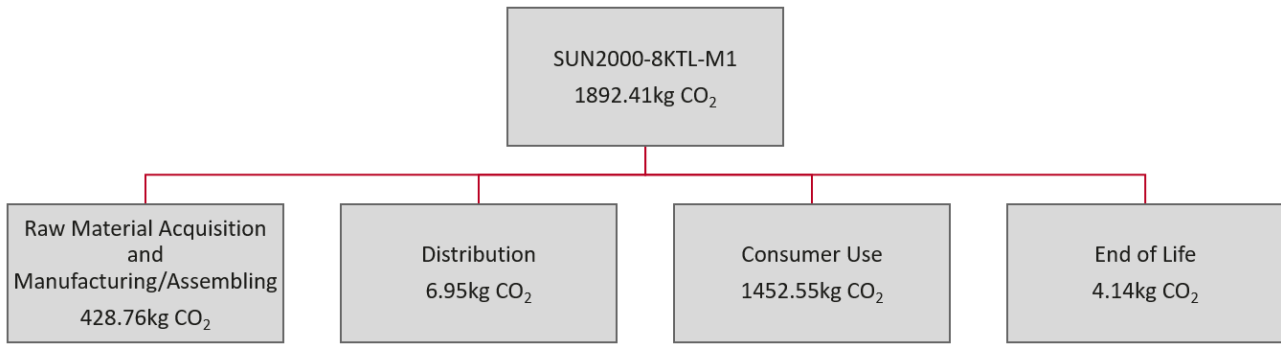 SUN2000-8KTL-M1
1892.41kg CO₂
Raw Material Acquisition
and
Manufacturing/Assembling
428.76kg CO₂
Distribution
6.95kg CO₂
Consumer Use
1452.55kg CO₂
End of Life
4.14kg CO₂